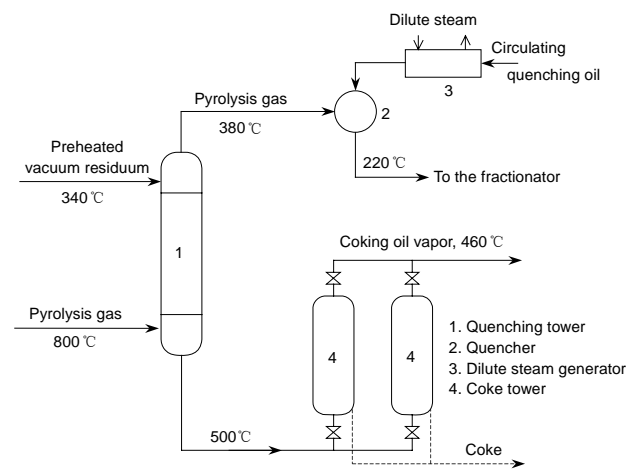 Dilute steam
Circulating
quenching oil
3
Pyrolysis gas
380℃
2
Preheated
vacuum residuum
340℃
220℃
To the fractionator
1
Coking oil vapor, 460℃
Pyrolysis gas
800℃
4
4
1. Quenching tower
2. Quencher
3. Dilute steam generator
4. Coke tower
500℃
Coke